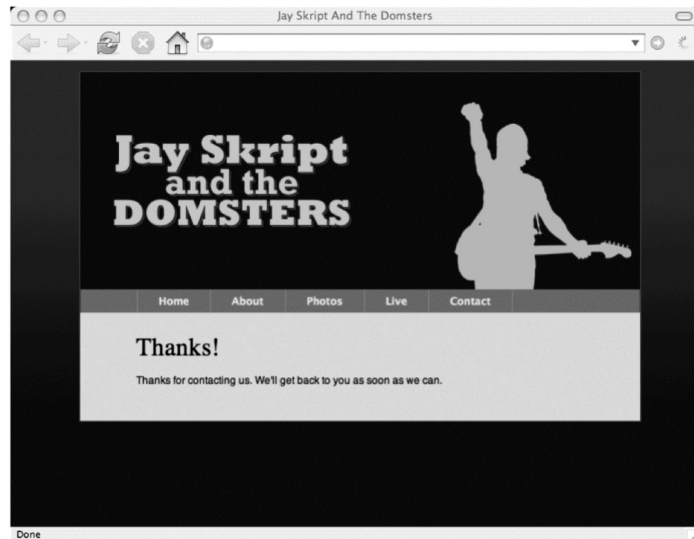 Jay Skript And The Domsters
Jay Skript
and the
DOMSTERS
Home About Photos Live Contact
Thanks!
Thanks for contacting us. We'll get back to you as soon as we can.
Done